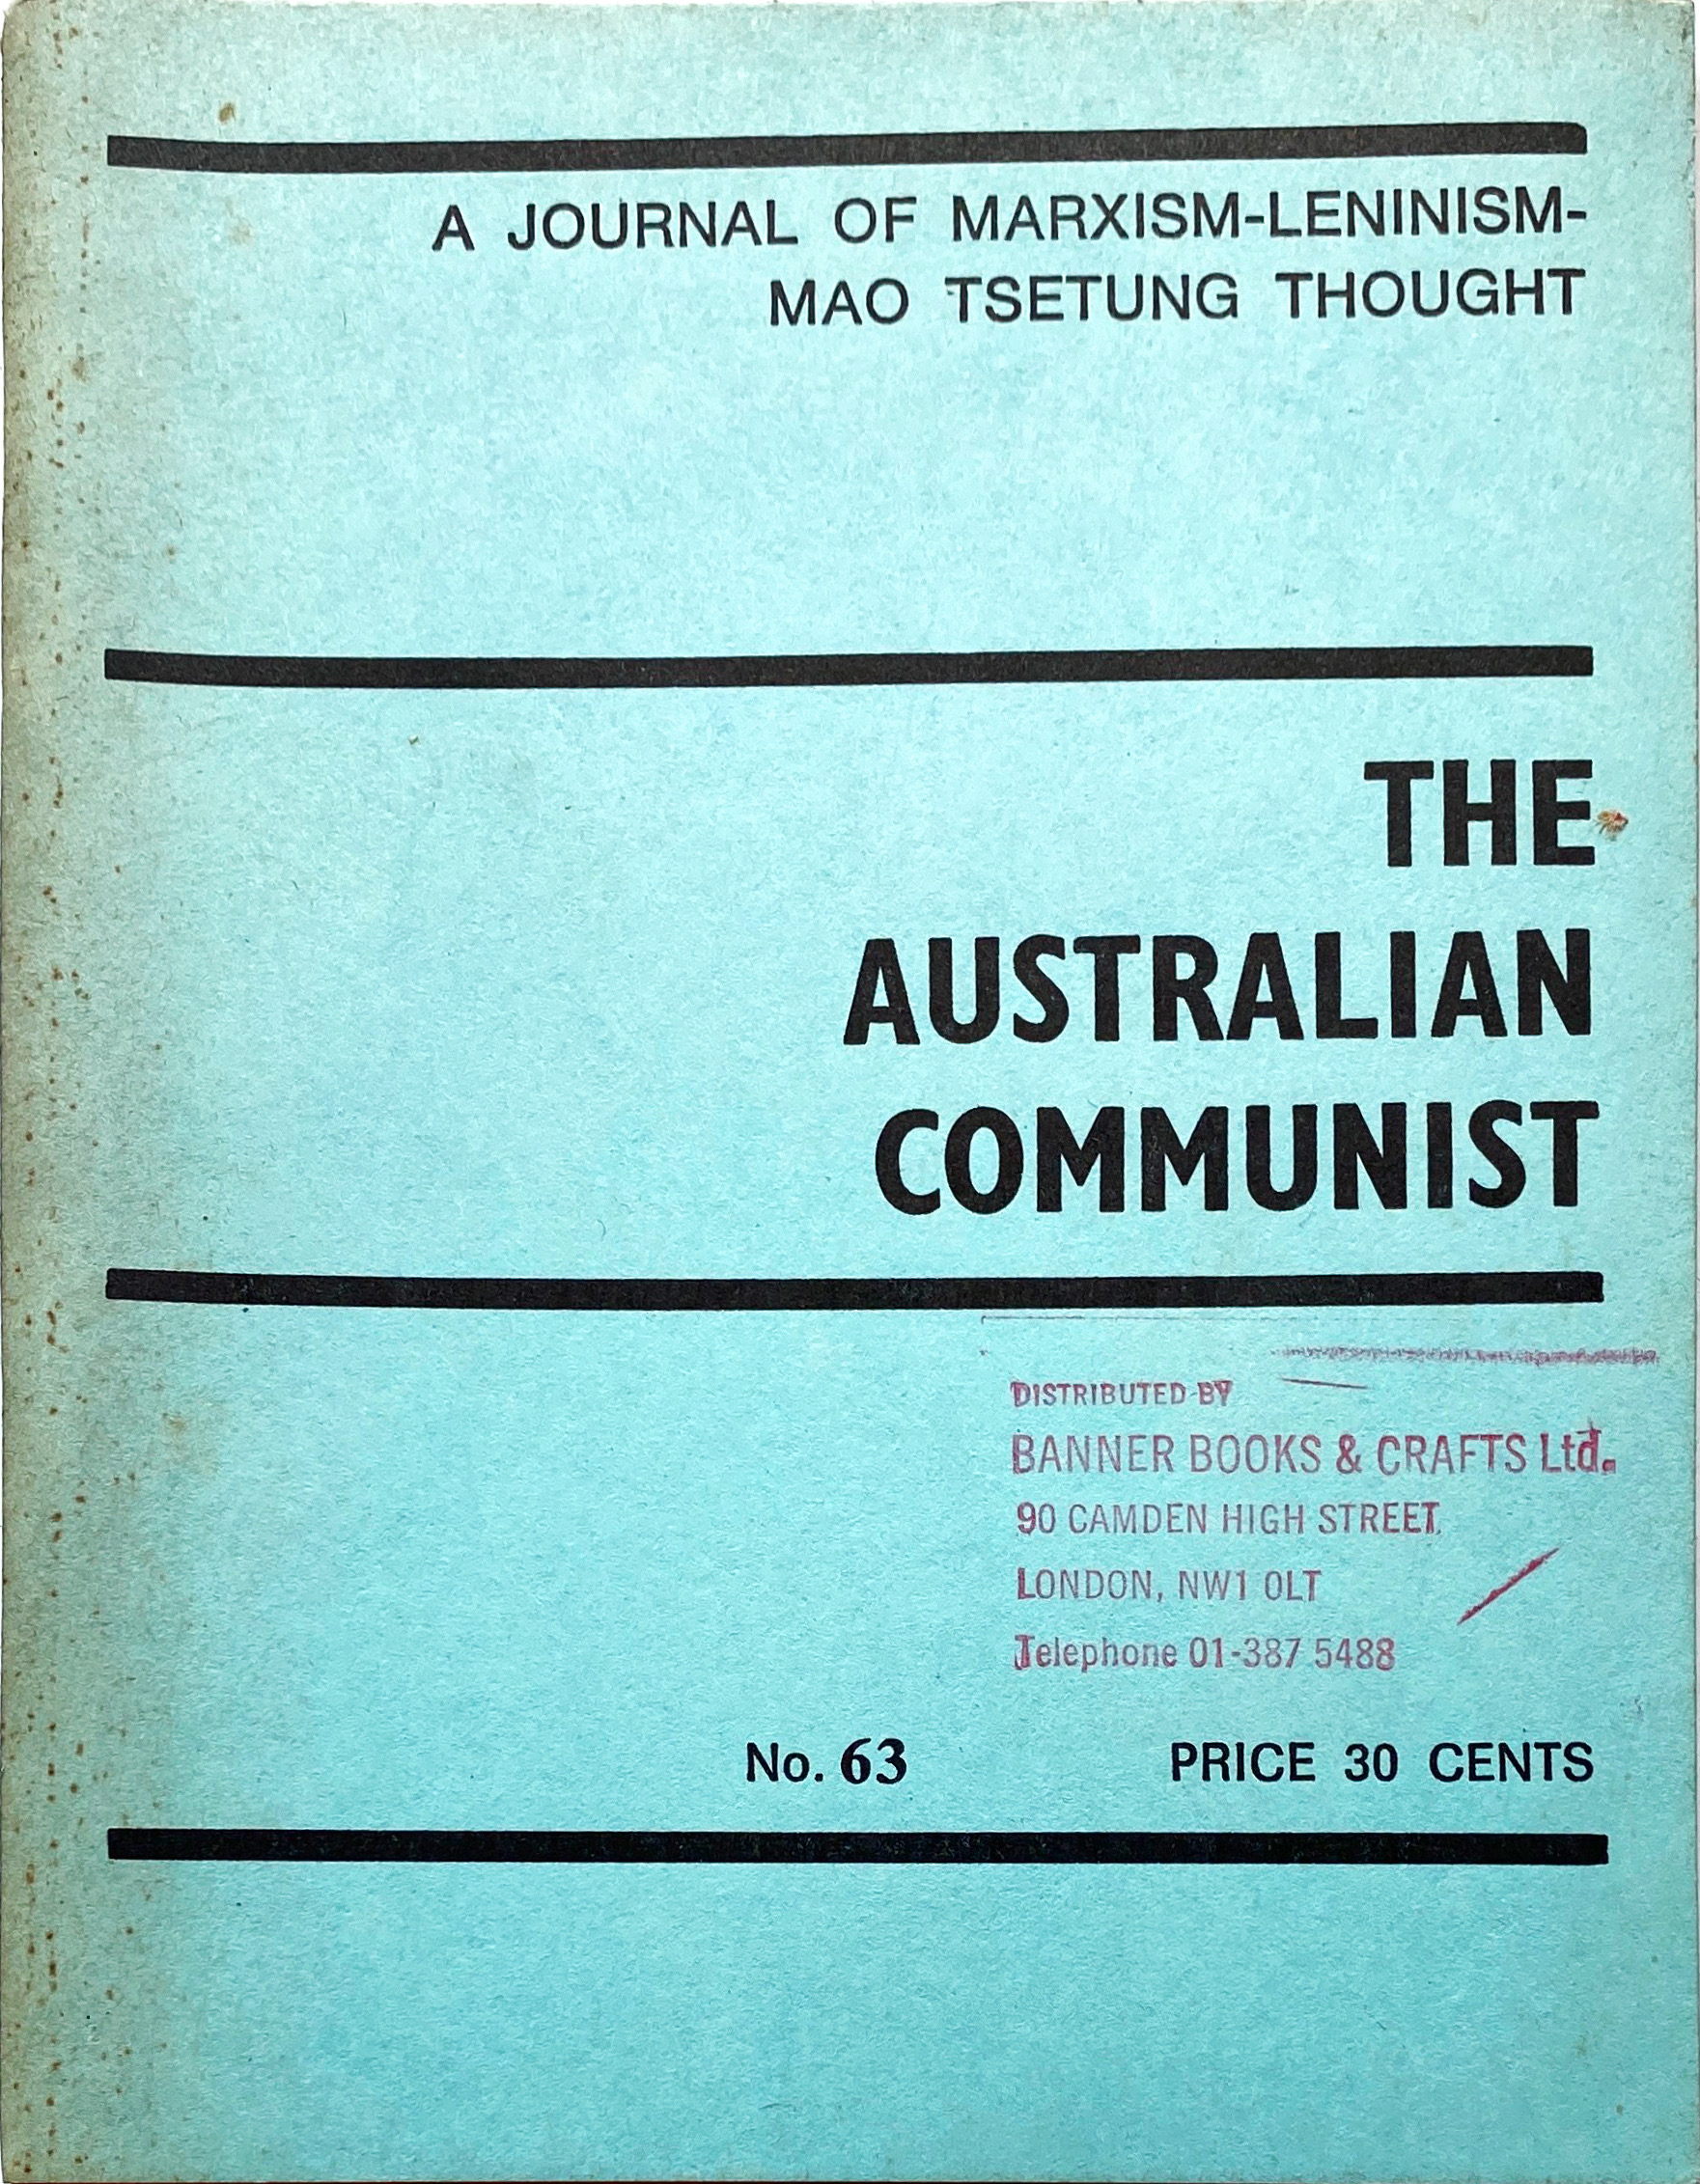 A JOURNAL OF MARXISM-LENINISM-
MAO TSETUNG THOUGHT
THE
AUSTRALIAN
COMMUNIST
DISTRIBUTED BY
BANNER BOOKS & CRAFTS Ltd.
90 CAMDEN HIGH STREET
LONDON, NW1 0LT
Telephone 01-387 5488
No. 63 PRICE 30 CENTS